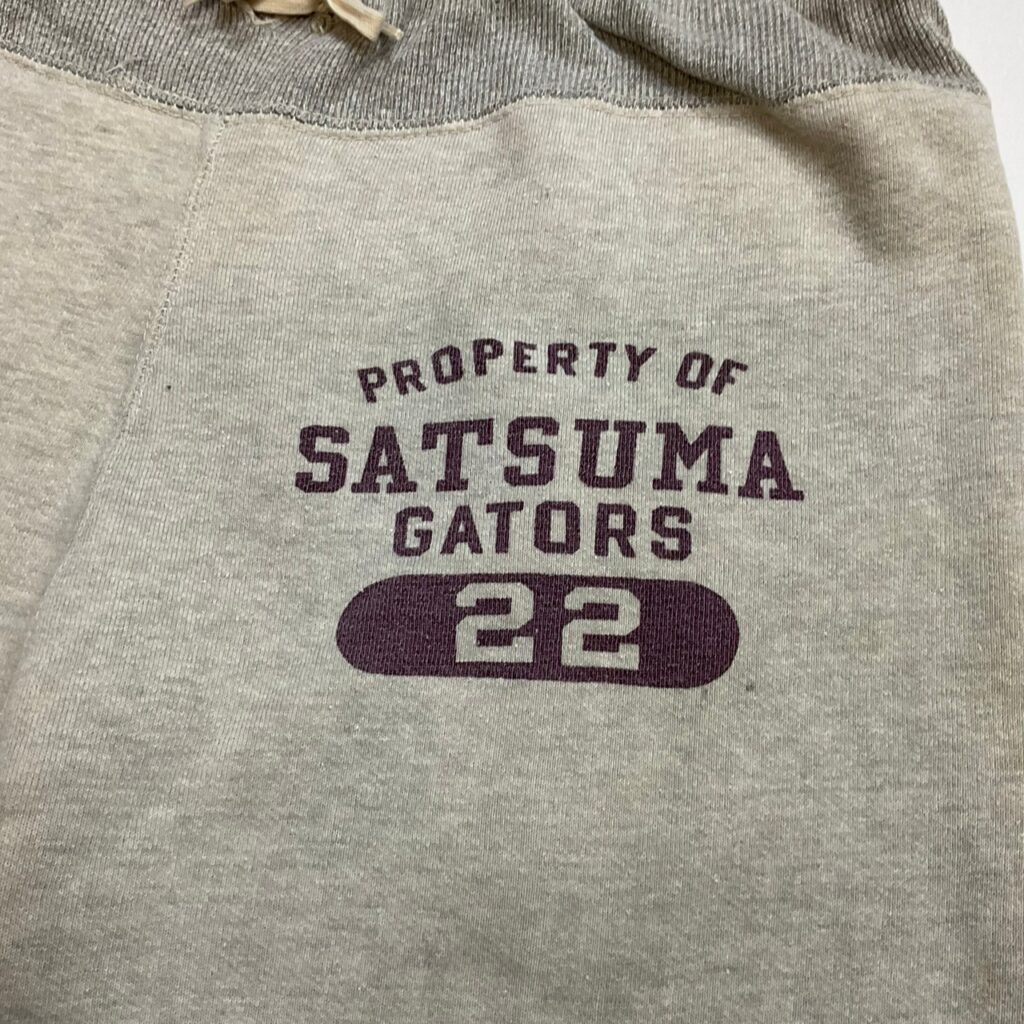 PROPERTY OF
SATSUMA
GATORS
22